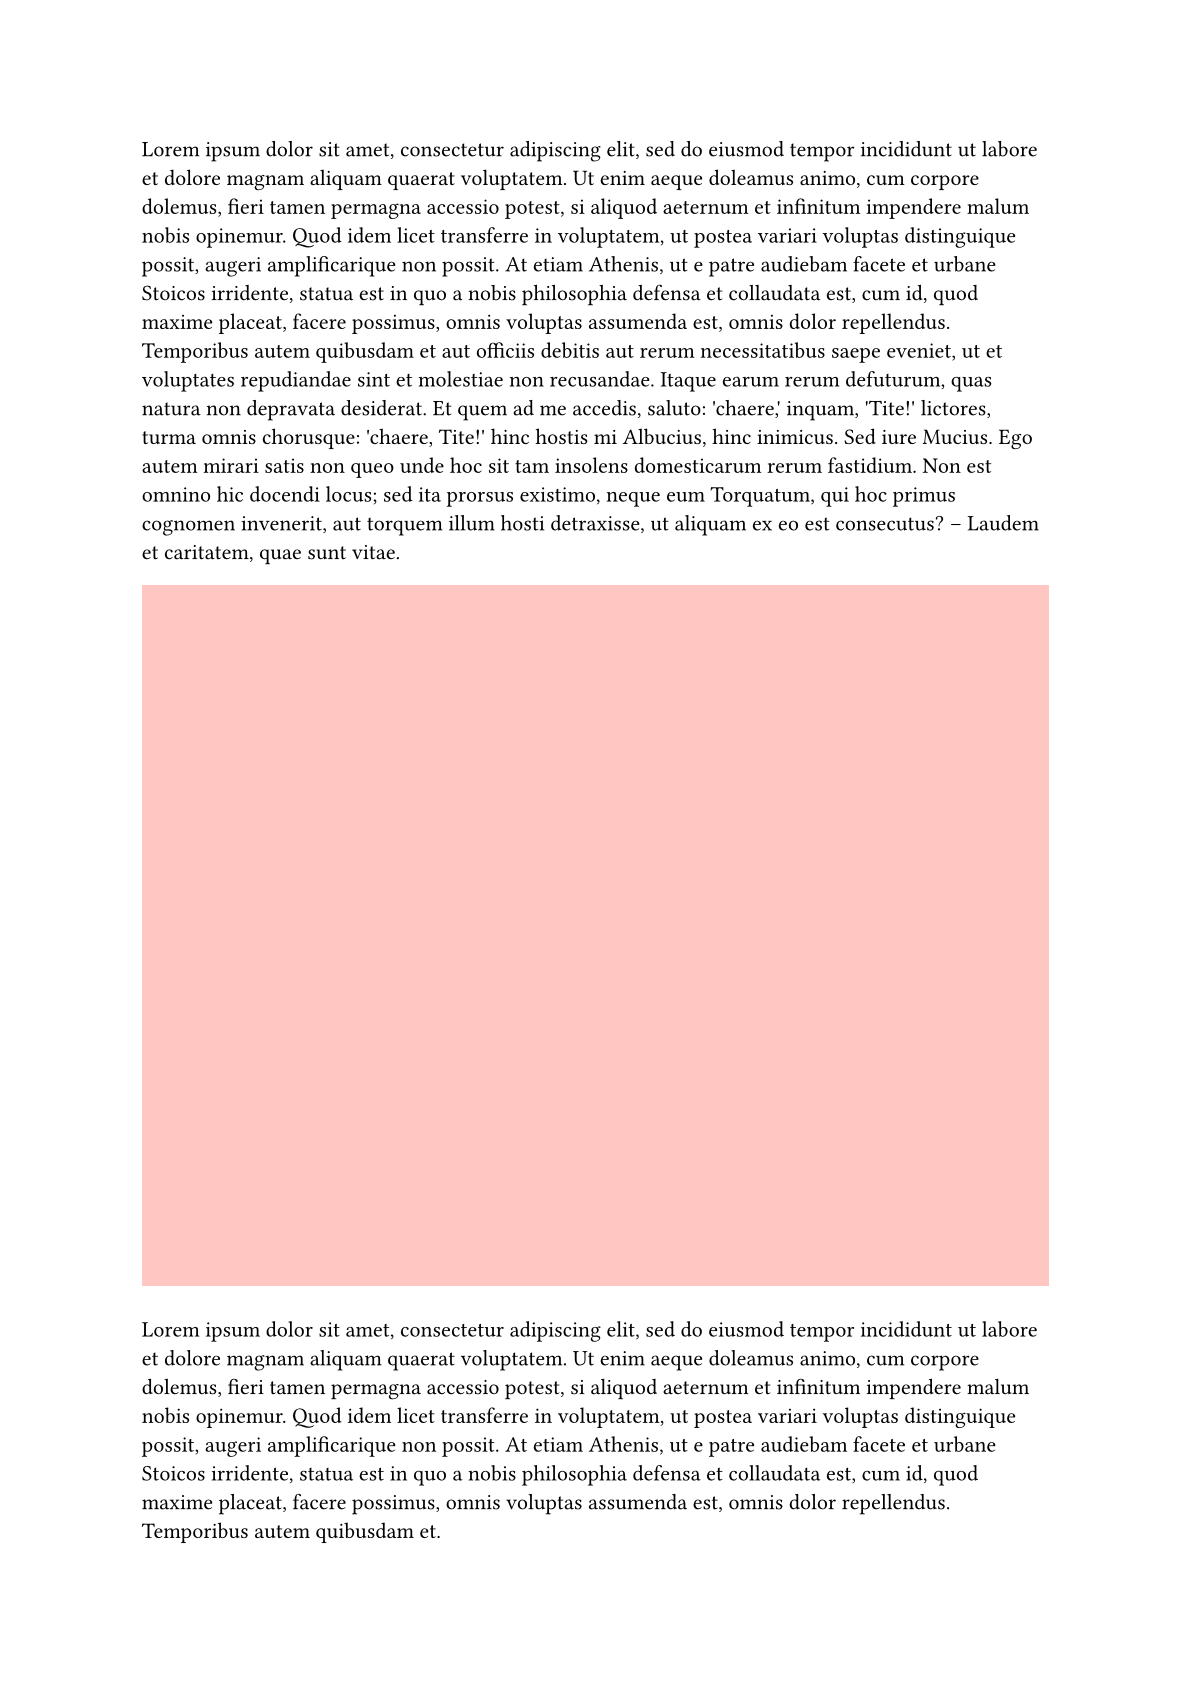 Lorem ipsum dolor sit amet, consectetur adipiscing elit, sed do eiusmod tempor incididunt ut labore
et dolore magnam aliquam quaerat voluptatem. Ut enim aeque doleamus animo, cum corpore
dolemus, fieri tamen permagna accessio potest, si aliquod aeternum et infinitum impendere malum
nobis opinemur. Quod idem licet transferre in voluptatem, ut postea variari voluptas distinguique
possit, augeri amplificarique non possit. At etiam Athenis, ut e patre audiebam facete et urbane
Stoicos irridente, statua est in quo a nobis philosophia defensa et collaudata est, cum id, quod
maxime placeat, facere possimus, omnis voluptas assumenda est, omnis dolor repellendus.
Temporibus autem quibusdam et aut officiis debitis aut rerum necessitatibus saepe eveniet, ut et
voluptates repudiandae sint et molestiae non recusandae. Itaque earum rerum defuturum, quas
natura non depravata desiderat. Et quem ad me accedis, saluto: 'chaere,' inquam, 'Tite!' lictores,
turma omnis chorusque: 'chaere, Tite!' hinc hostis mi Albucius, hinc inimicus. Sed iure Mucius. Ego
autem mirari satis non queo unde hoc sit tam insolens domesticarum rerum fastidium. Non est
omnino hic docendi locus; sed ita prorsus existimo, neque eum Torquatum, qui hoc primus
cognomen invenerit, aut torquem illum hosti detraxisse, ut aliquam ex eo est consecutus? – Laudem
et caritatem, quae sunt vitae.
Lorem ipsum dolor sit amet, consectetur adipiscing elit, sed do eiusmod tempor incididunt ut labore
et dolore magnam aliquam quaerat voluptatem. Ut enim aeque doleamus animo, cum corpore
dolemus, fieri tamen permagna accessio potest, si aliquod aeternum et infinitum impendere malum
nobis opinemur. Quod idem licet transferre in voluptatem, ut postea variari voluptas distinguique
possit, augeri amplificarique non possit. At etiam Athenis, ut e patre audiebam facete et urbane
Stoicos irridente, statua est in quo a nobis philosophia defensa et collaudata est, cum id, quod
maxime placeat, facere possimus, omnis voluptas assumenda est, omnis dolor repellendus.
Temporibus autem quibusdam et.